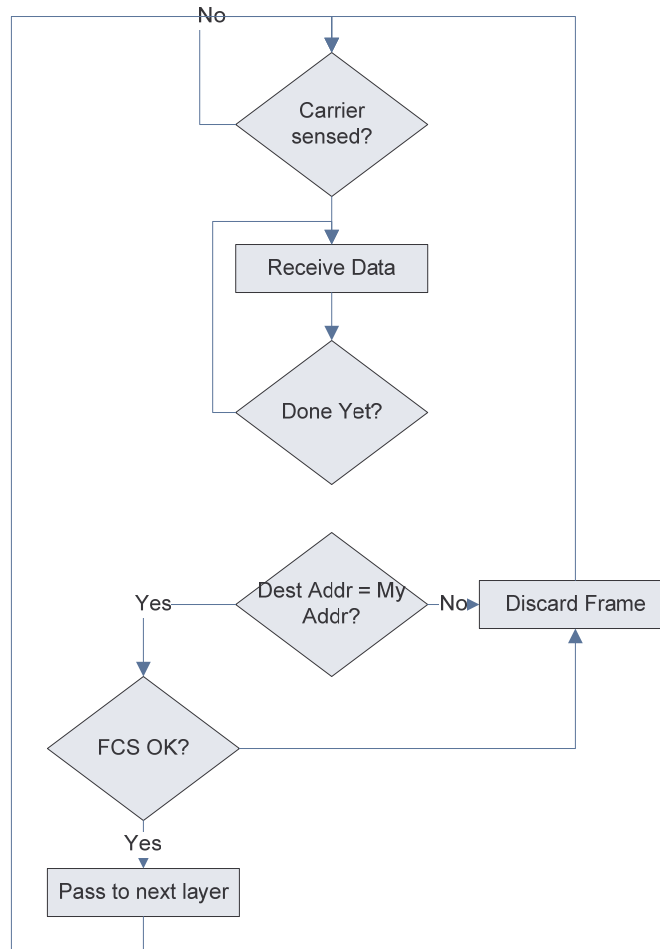 No
Carrier
sensed?
Receive Data
Done Yet?
Dest Addr = My
Addr?
Yes
No
Discard Frame
FCS OK?
Yes
Pass to next layer